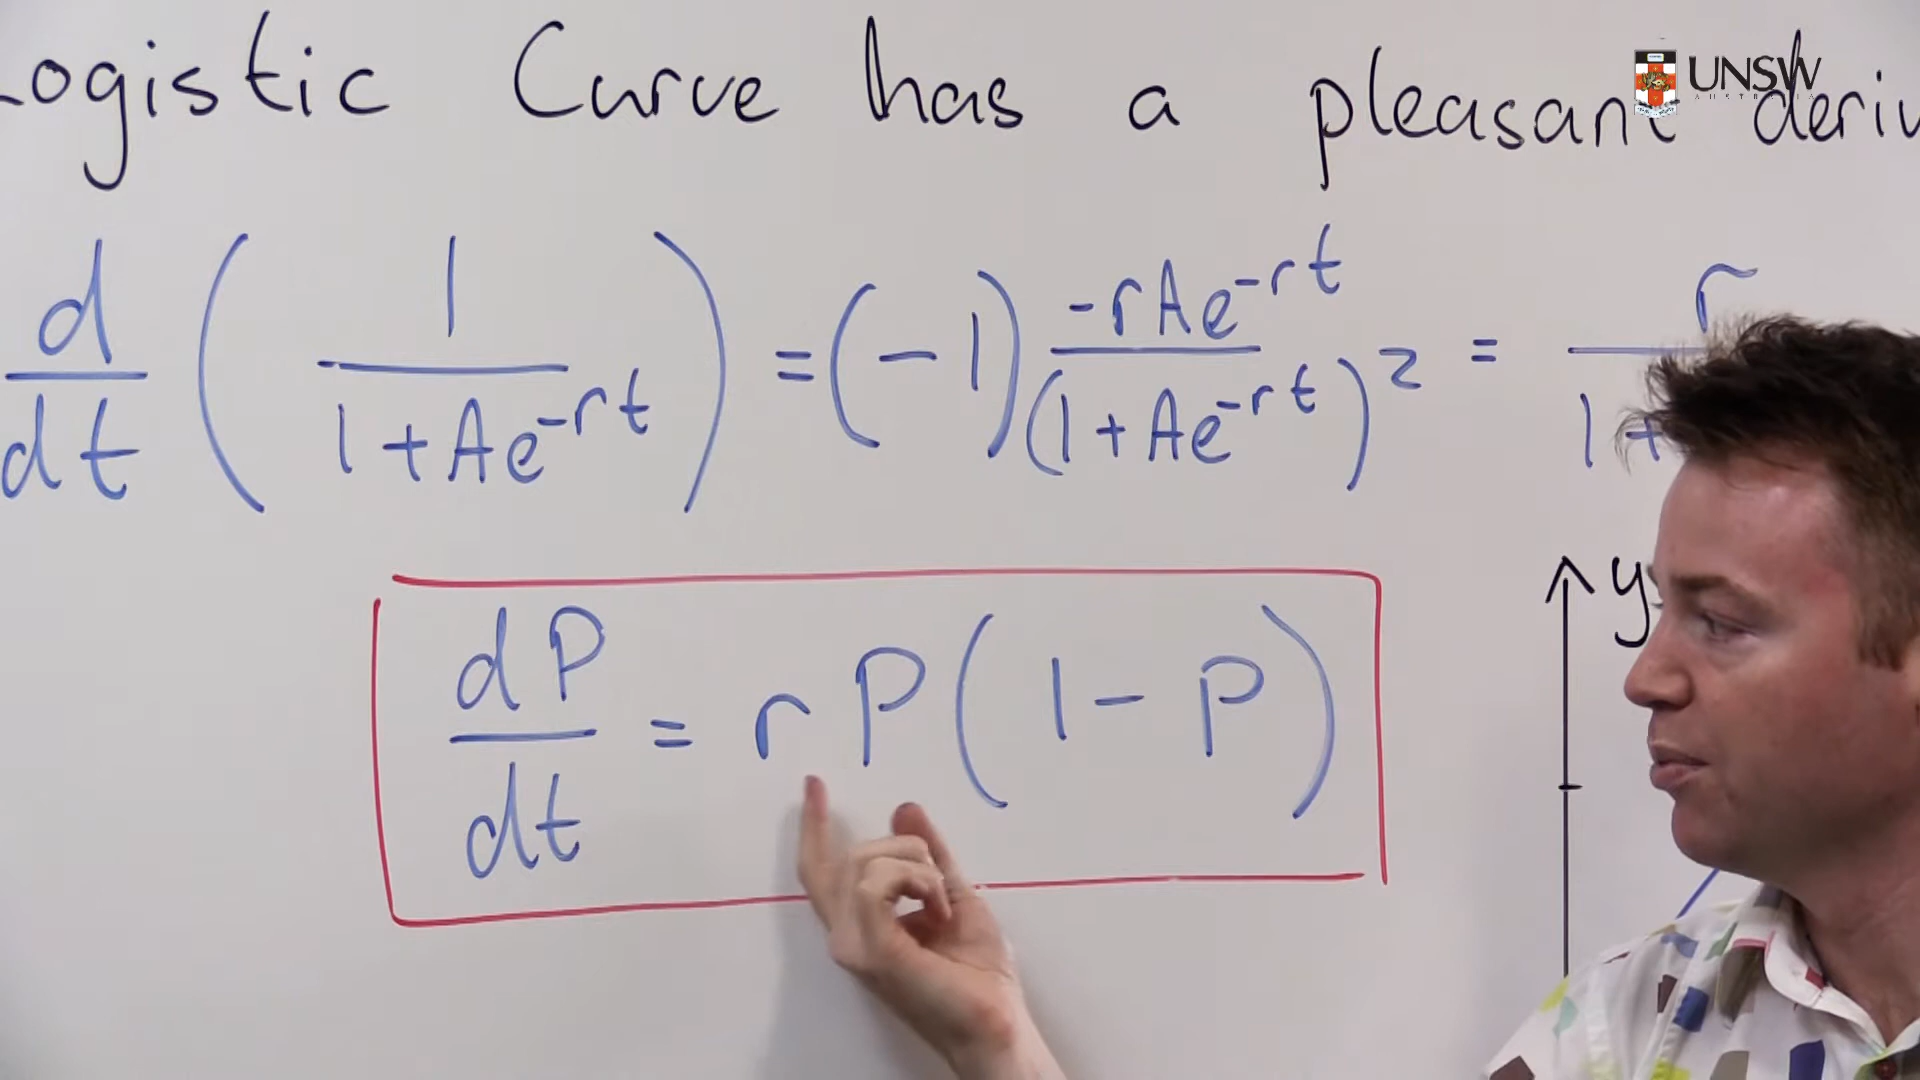 Logistic Curve has a pleasant deriv
UNSW
AUSTRALIA
d/dt ( 1 / (1+Ae^-rt) ) = (-1) -rAe^-rt / (1+Ae^-rt)^2 = r / 1+
dP/dt = rP(1-P)
y